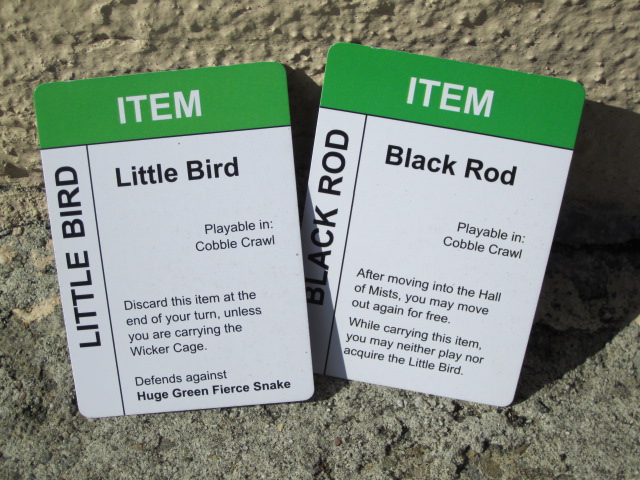 ITEM
LITTLE BIRD
Little Bird
Playable in:
Cobble Crawl
Discard this item at the
end of your turn, unless
you are carrying the
Wicker Cage.
Defends against
Huge Green Fierce Snake
ITEM
BLACK ROD
Black Rod
Playable in:
Cobble Crawl
After moving into the Hall
of Mists, you may move
out again for free.
While carrying this item,
you may neither play nor
acquire the Little Bird.